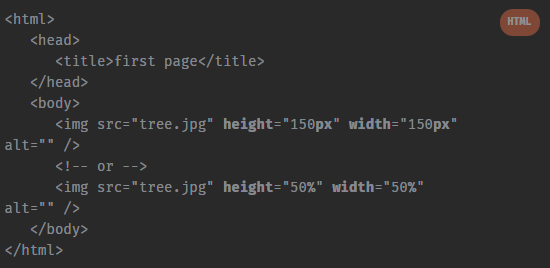 HTML
<html>
<head>
<title>first page</title>
</head>
<body>
<img src="tree.jpg" height="150px" width="150px"
alt="" />
<!-- or -->
<img src="tree.jpg" height="50%" width="50%"
alt="" />
</body>
</html>